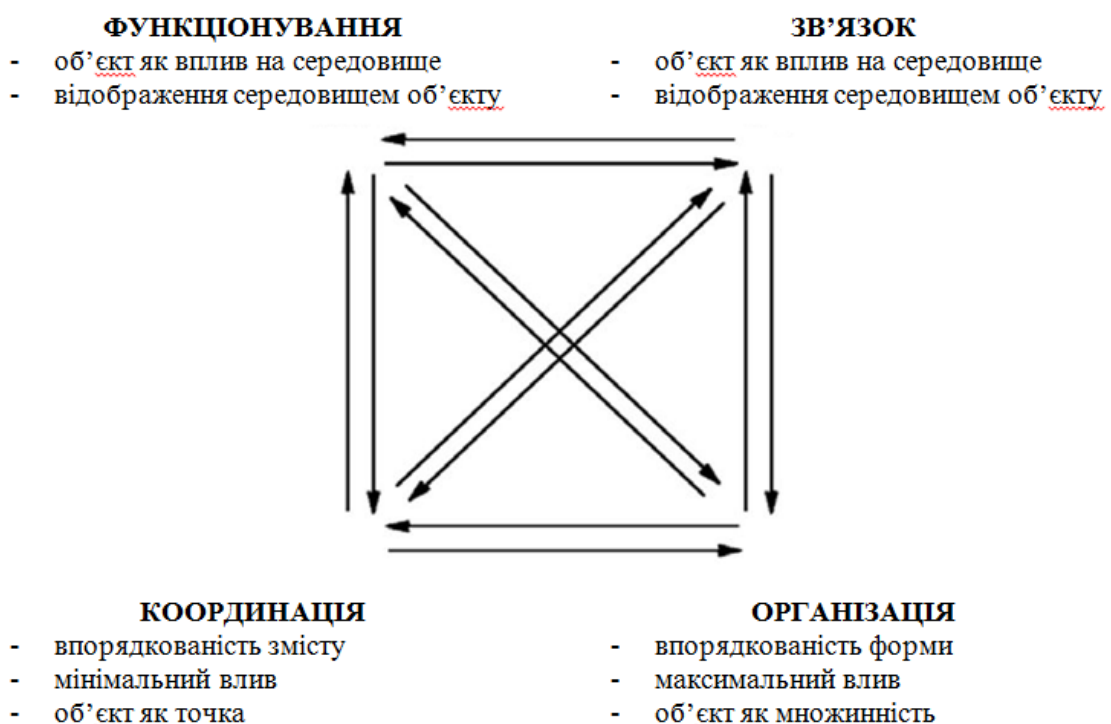 ФУНКЦІОНУВАННЯ
- об’єкт як вплив на середовище
- відображення середовищем об’єкту
ЗВ’ЯЗОК
- об’єкт як вплив на середовище
- відображення середовищем об’єкту
КООРДИНАЦІЯ
- впорядкованість змісту
- мінімальний влив
- об’єкт як точка
ОРГАНІЗАЦІЯ
- впорядкованість форми
- максимальний влив
- об’єкт як множинність